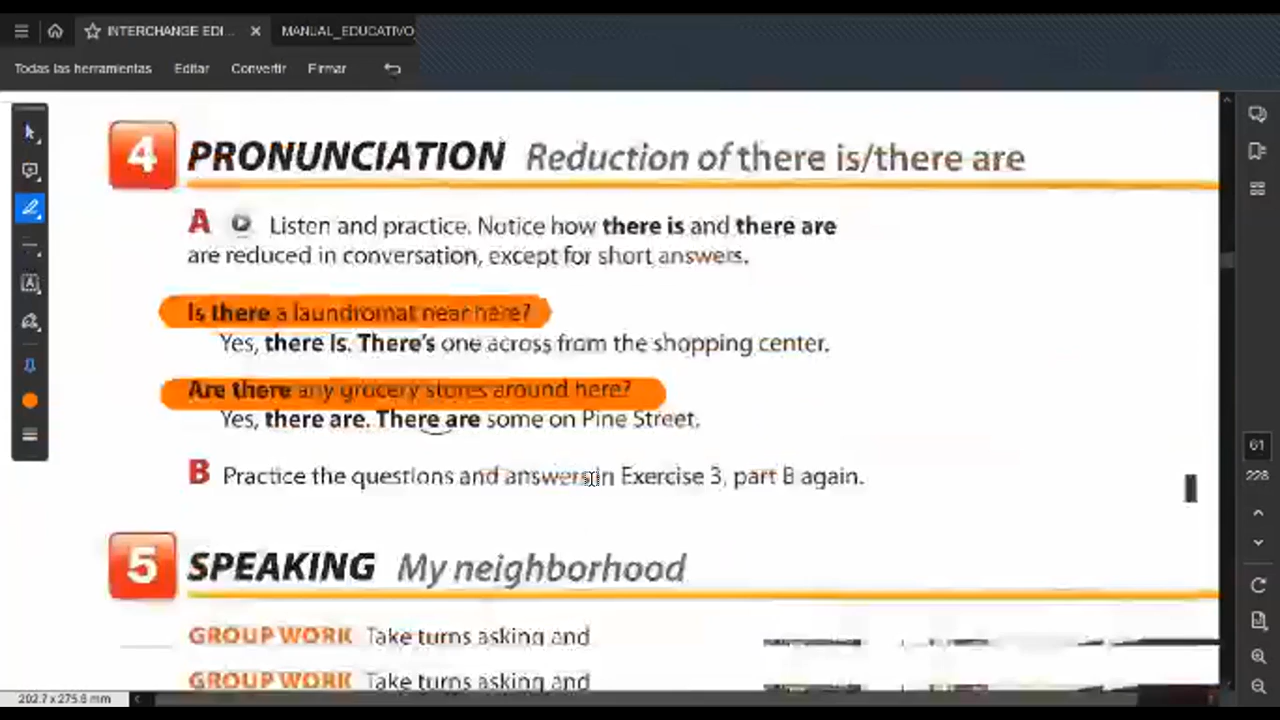 INTERCHANGE EDI...
MANUAL_EDUCATIVO
Todas las herramientas Editar Convertir Firmar
4 PRONUNCIATION Reduction of there is/there are
A Listen and practice. Notice how there is and there are
are reduced in conversation, except for short answers.
Is there a laundromat near here?
Yes, there is. There's one across from the shopping center.
Are there any grocery stores around here?
Yes, there are. There are some on Pine Street.
B Practice the questions and answers in Exercise 3, part B again.
61
228
5 SPEAKING My neighborhood
GROUP WORK Take turns asking and
GROUP WORK Take turns asking and
202.7 x 275.6 mm